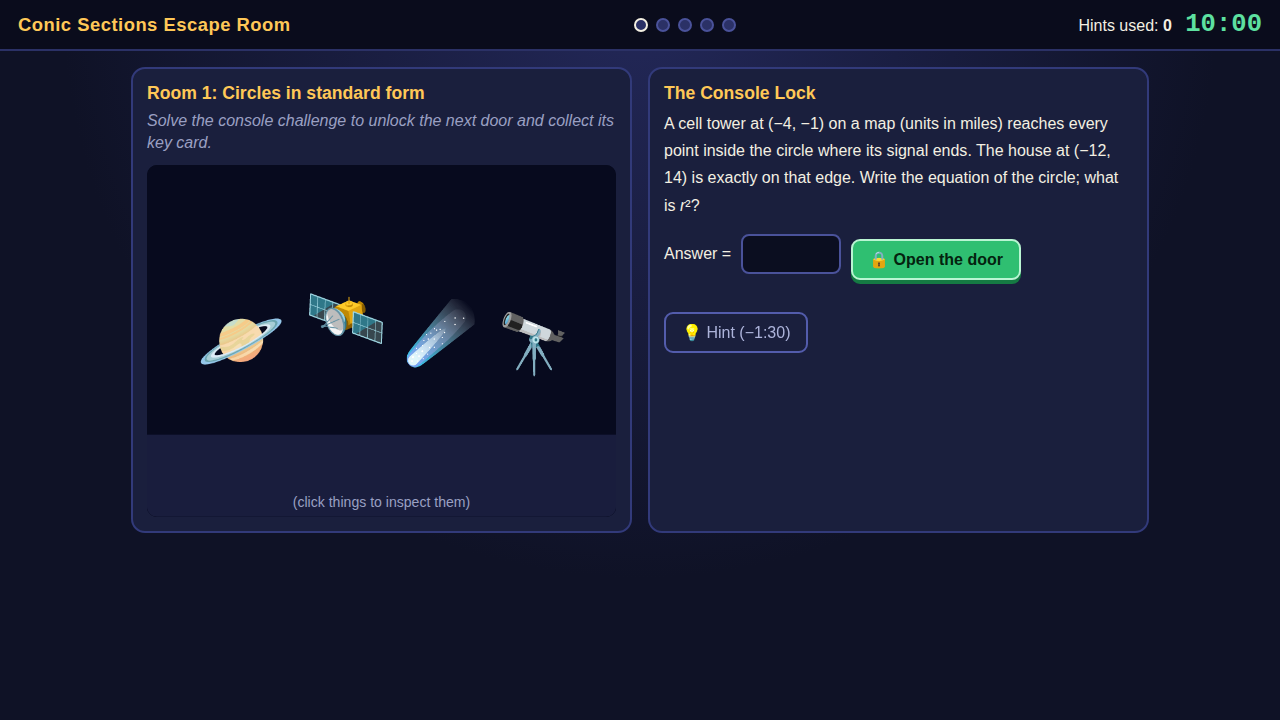 Conic Sections Escape Room
Hints used: 0 10:00
Room 1: Circles in standard form
Solve the console challenge to unlock the next door and collect its
key card.
(click things to inspect them)
The Console Lock
A cell tower at (−4, −1) on a map (units in miles) reaches every
point inside the circle where its signal ends. The house at (−12,
14) is exactly on that edge. Write the equation of the circle; what
is r²?
Answer =
🔒 Open the door
💡 Hint (−1:30)